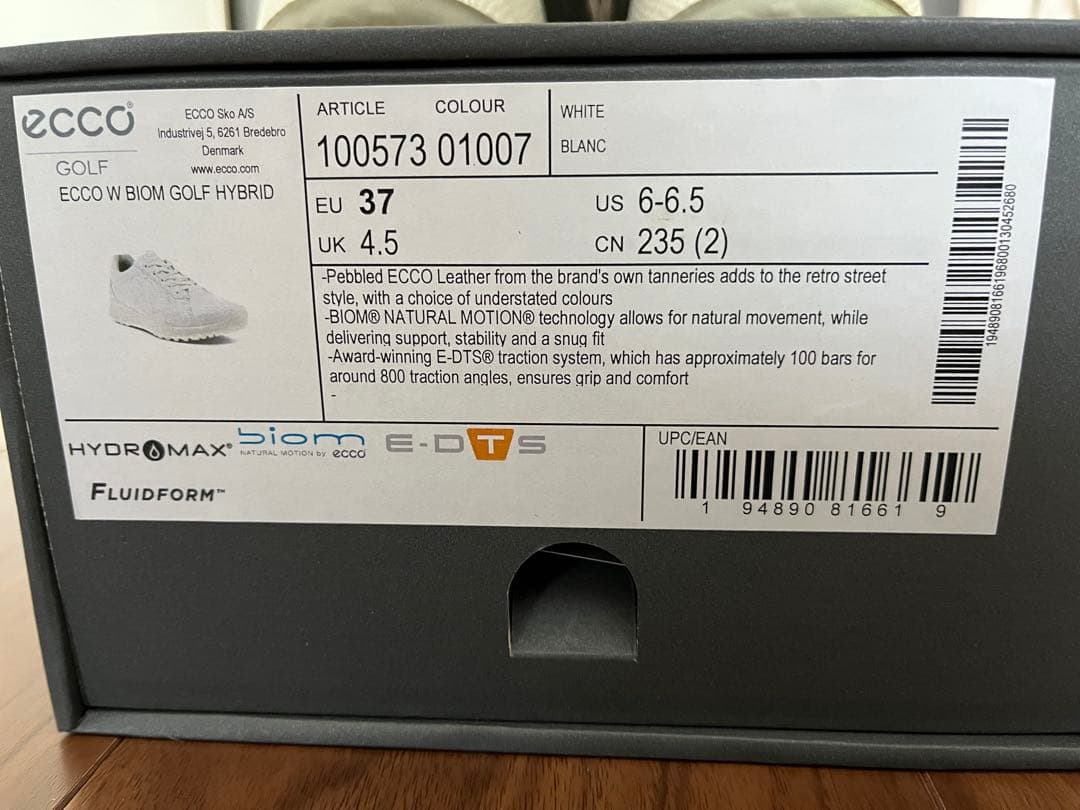 ecco®
GOLF
ECCO Sko A/S
Industrivej 5, 6261 Bredebro
Denmark
www.ecco.com
ECCO W BIOM GOLF HYBRID
ARTICLE COLOUR
100573 01007
WHITE
BLANC
EU 37
US 6-6.5
UK 4.5
CN 235 (2)
-Pebbled ECCO Leather from the brand's own tanneries adds to the retro street
style, with a choice of understated colours
-BIOM® NATURAL MOTION® technology allows for natural movement, while
delivering support, stability and a snug fit
-Award-winning E-DTS® traction system, which has approximately 100 bars for
around 800 traction angles, ensures grip and comfort
-
19489081661968001304526​80
HYDROMAX®
biom
NATURAL MOTION by ecco
E-DTS
FLUIDFORM™
UPC/EAN
1 94890 81661 9